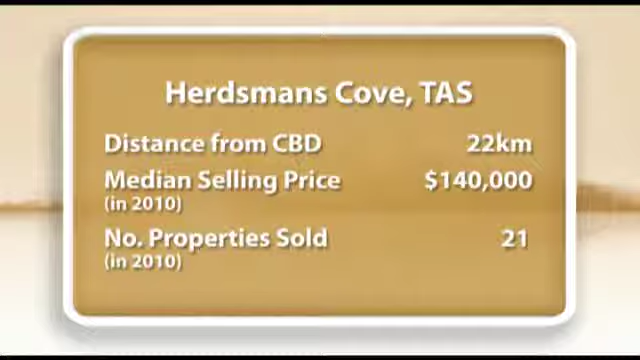 Herdsmans Cove, TAS
Distance from CBD 22km
Median Selling Price $140,000
(in 2010)
No. Properties Sold 21
(in 2010)